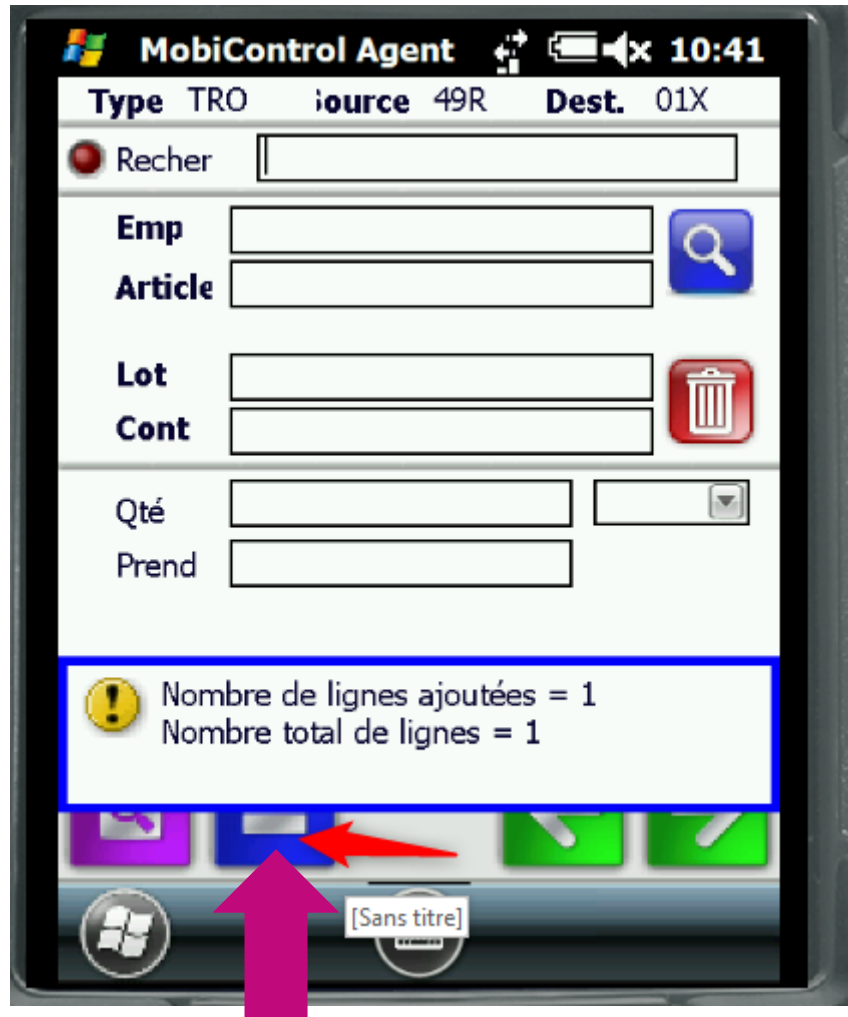 MobiControl Agent 10:41
Type TRO ource 49R Dest. 01X
Recher
Emp
Article
Lot
Cont
Qté
Prend
Nombre de lignes ajoutées = 1
Nombre total de lignes = 1
[Sans titre]